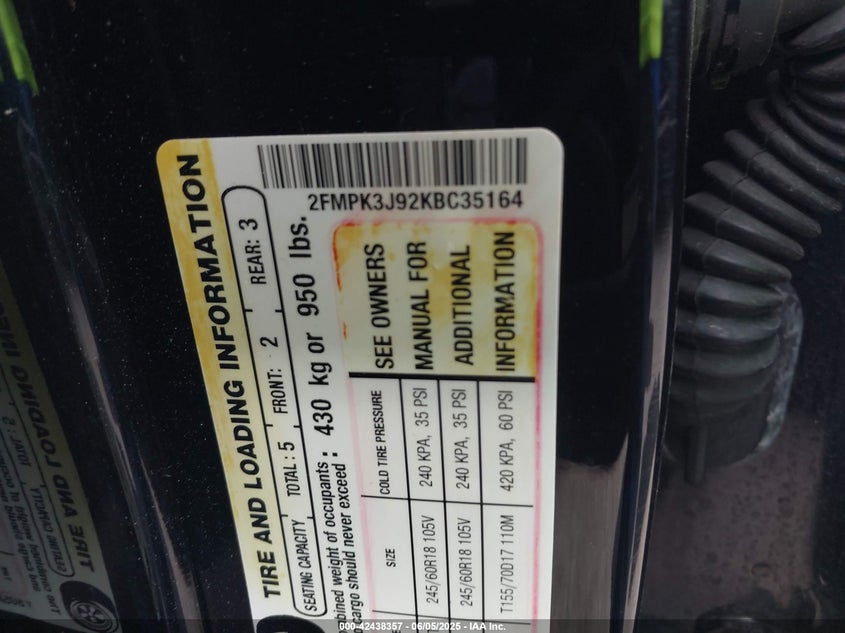 TIRE AND LOADING INFORMATION
SEATING CAPACITY TOTAL : 5 FRONT: 2 REAR: 3
bined weight of occupants : 430 kg or 950 lbs.
cargo should never exceed
2FMPK3J92KBC35164
SIZE COLD TIRE PRESSURE
245/60R18 105V 240 KPA, 35 PSI
245/60R18 105V 240 KPA, 35 PSI
T155/70D17 110M 420 KPA, 60 PSI
SEE OWNERS
MANUAL FOR
ADDITIONAL
INFORMATION
000-42438357 - 06/05/2025 - IAA Inc.